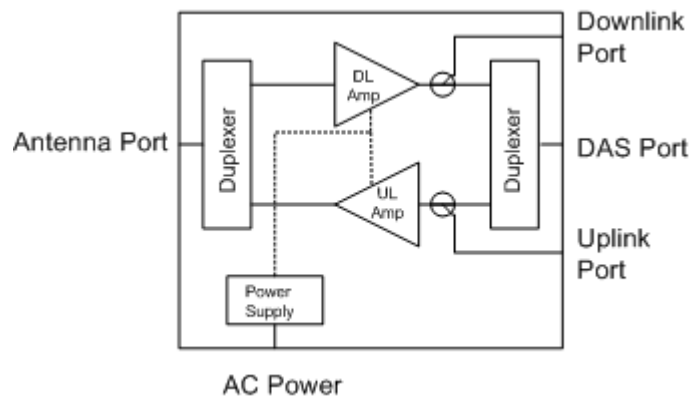 Downlink
Port
DL
Amp
Duplexer
Duplexer
Antenna Port
DAS Port
UL
Amp
Uplink
Port
Power
Supply
AC Power